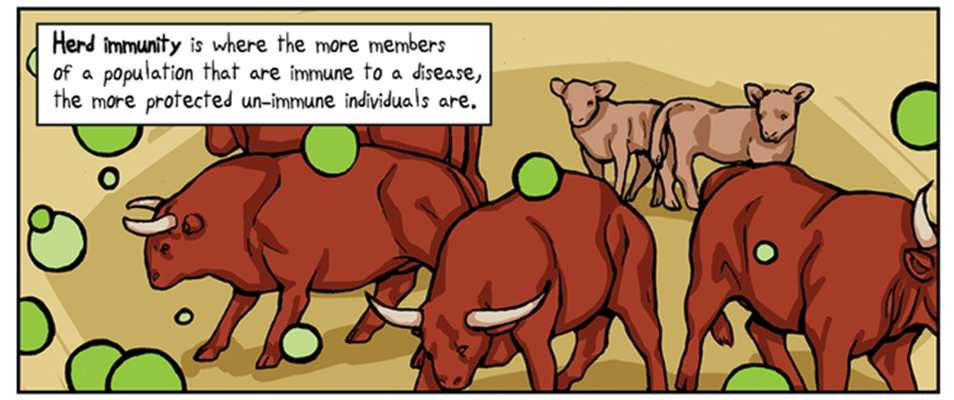 Herd immunity is where the more members
of a population that are immune to a disease,
the more protected un-immune individuals are.